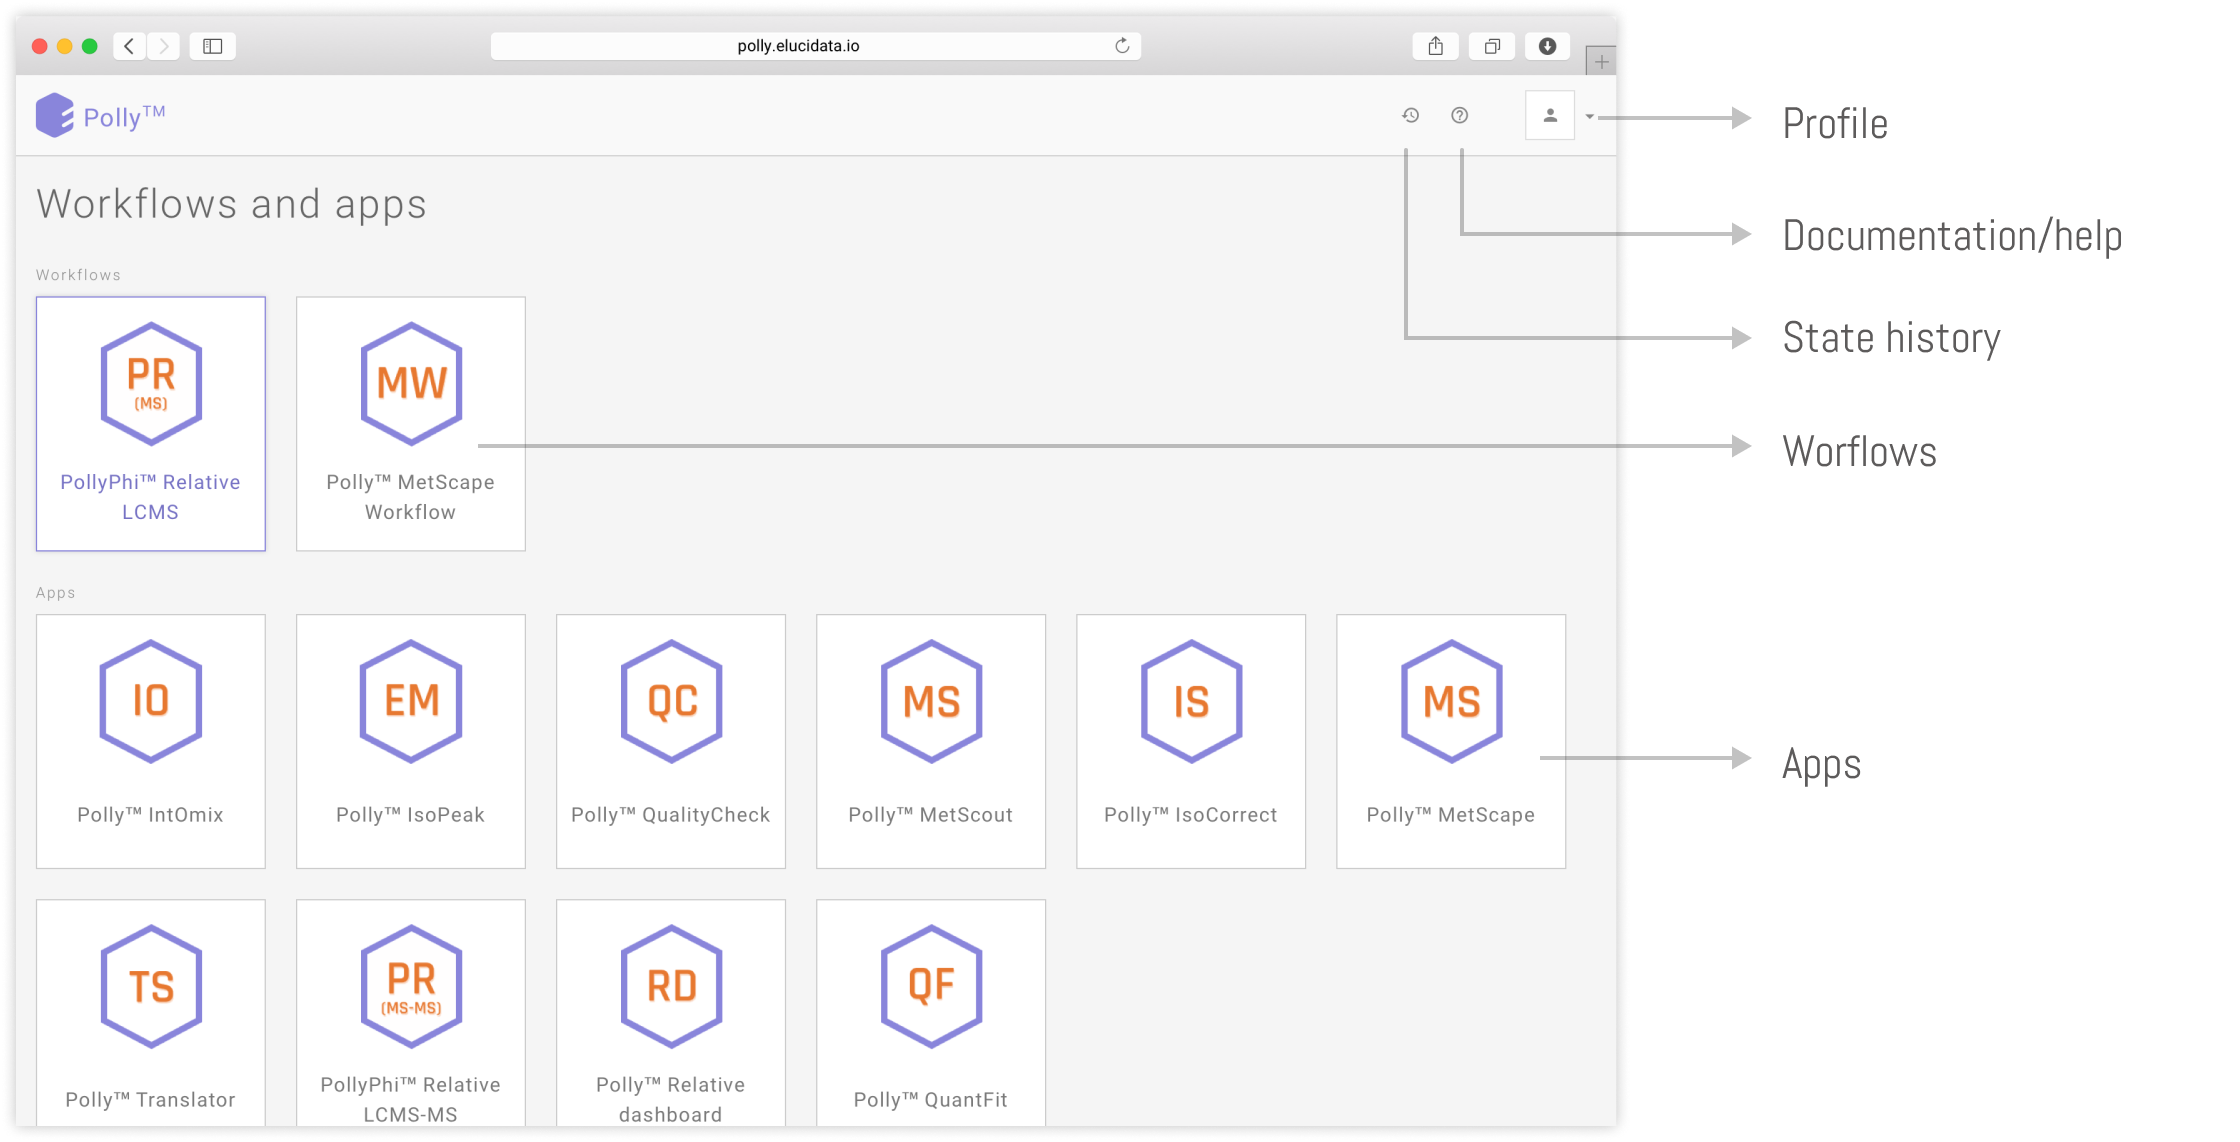 polly.elucidata.io
Polly™
Profile
Workflows and apps
Documentation/help
Workflows
State history
PR
(MS)
MW
Worflows
PollyPhi™ Relative
LCMS
Polly™ MetScape
Workflow
Apps
IO
EM
QC
MS
IS
MS
Apps
Polly™ IntOmix
Polly™ IsoPeak
Polly™ QualityCheck
Polly™ MetScout
Polly™ IsoCorrect
Polly™ MetScape
TS
PR
(MS-MS)
RD
QF
Polly™ Translator
PollyPhi™ Relative
LCMS-MS
Polly™ Relative
dashboard
Polly™ QuantFit